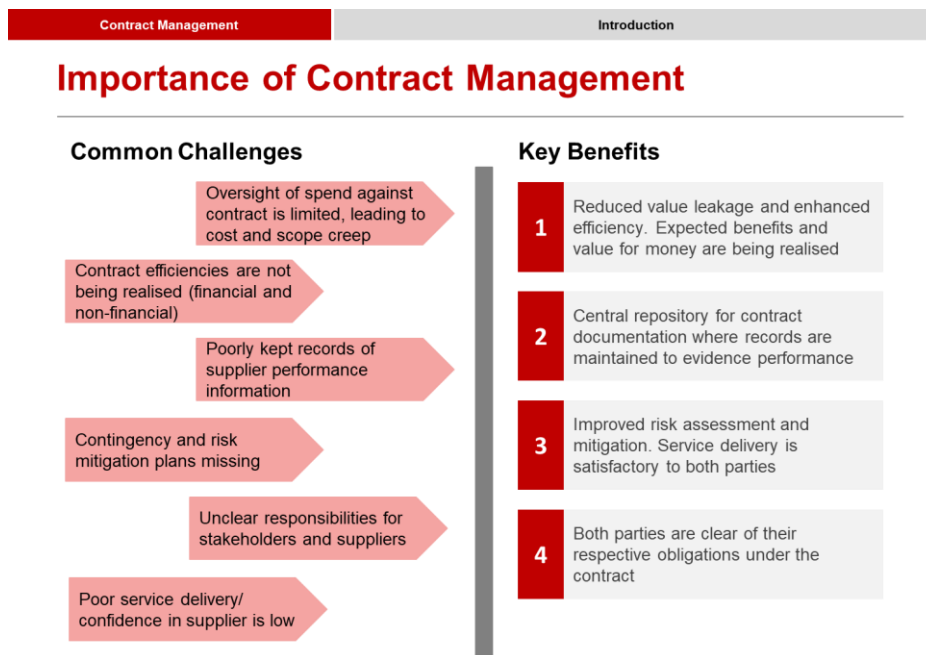 Contract Management
Introduction
Importance of Contract Management
Common Challenges
Oversight of spend against
contract is limited, leading to
cost and scope creep
Contract efficiencies are not
being realised (financial and
non-financial)
Poorly kept records of
supplier performance
information
Contingency and risk
mitigation plans missing
Unclear responsibilities for
stakeholders and suppliers
Poor service delivery/
confidence in supplier is low
Key Benefits
1
Reduced value leakage and enhanced
efficiency. Expected benefits and
value for money are being realised
2
Central repository for contract
documentation where records are
maintained to evidence performance
3
Improved risk assessment and
mitigation. Service delivery is
satisfactory to both parties
4
Both parties are clear of their
respective obligations under the
contract